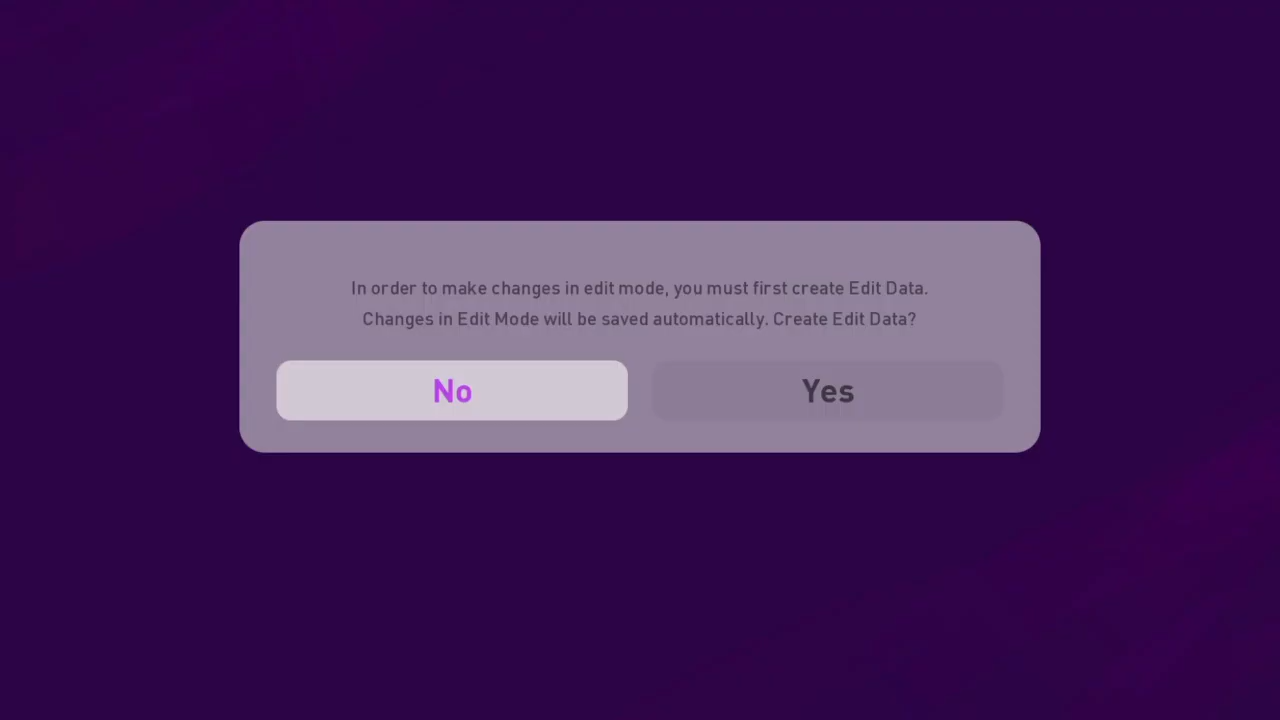 In order to make changes in edit mode, you must first create Edit Data.
Changes in Edit Mode will be saved automatically. Create Edit Data?
No
Yes